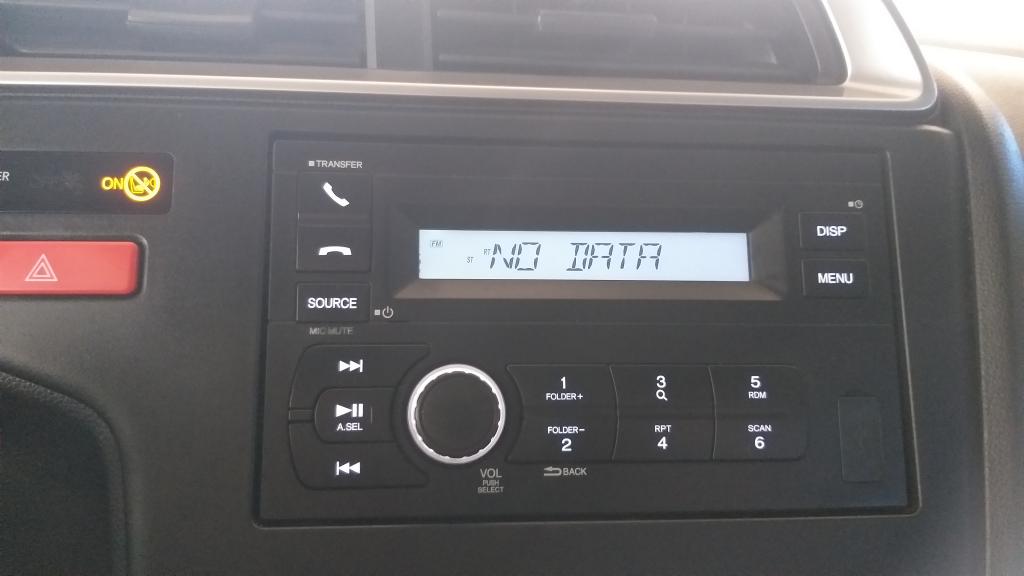 TRANSFER
ER
ON
FM
ST RT NO DATA
DISP
MENU
SOURCE
MIC MUTE
A.SEL
VOL
PUSH
SELECT
1
FOLDER+
3
5
RDM
FOLDER-
2
RPT
4
SCAN
6
BACK